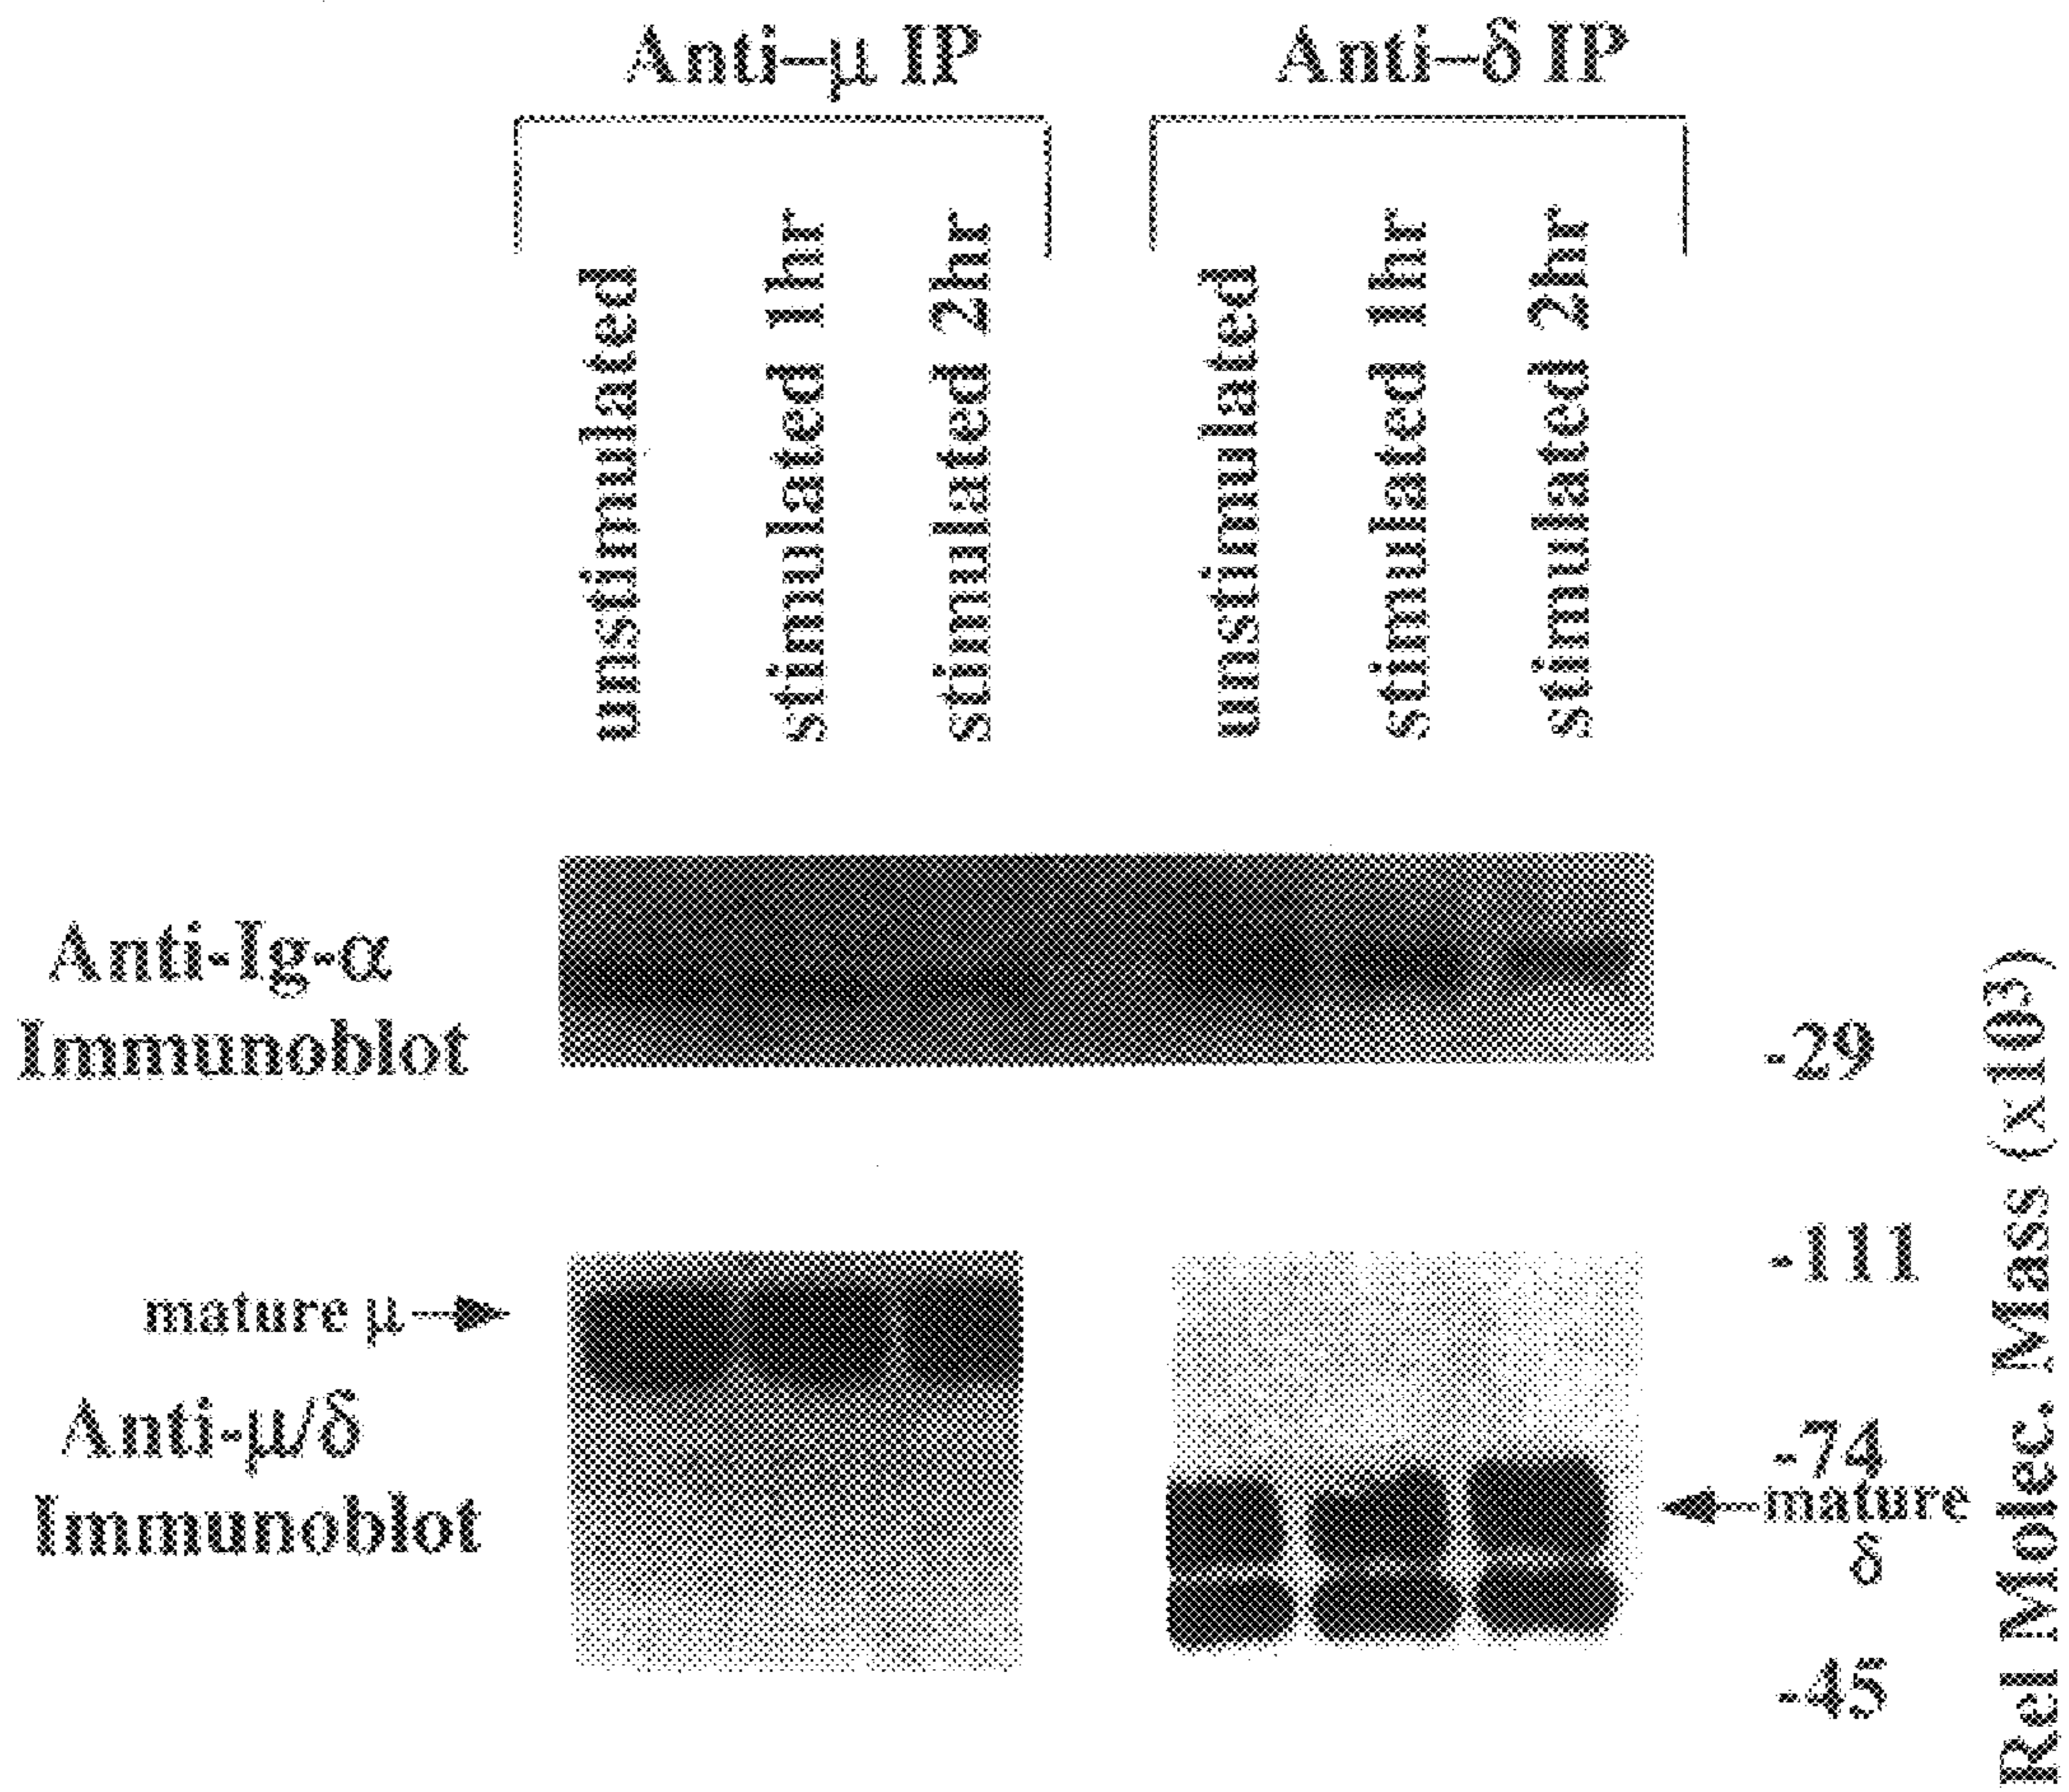 Anti–μ IP
Anti–δ IP
unstimulated
stimulated 1hr
stimulated 2hr
unstimulated
stimulated 1hr
stimulated 2hr
Anti-Ig-α
Immunoblot
-29
-111
mature μ
Anti-μ/δ
Immunoblot
-74
mature
δ
-45
Rel Molec. Mass (x10³)